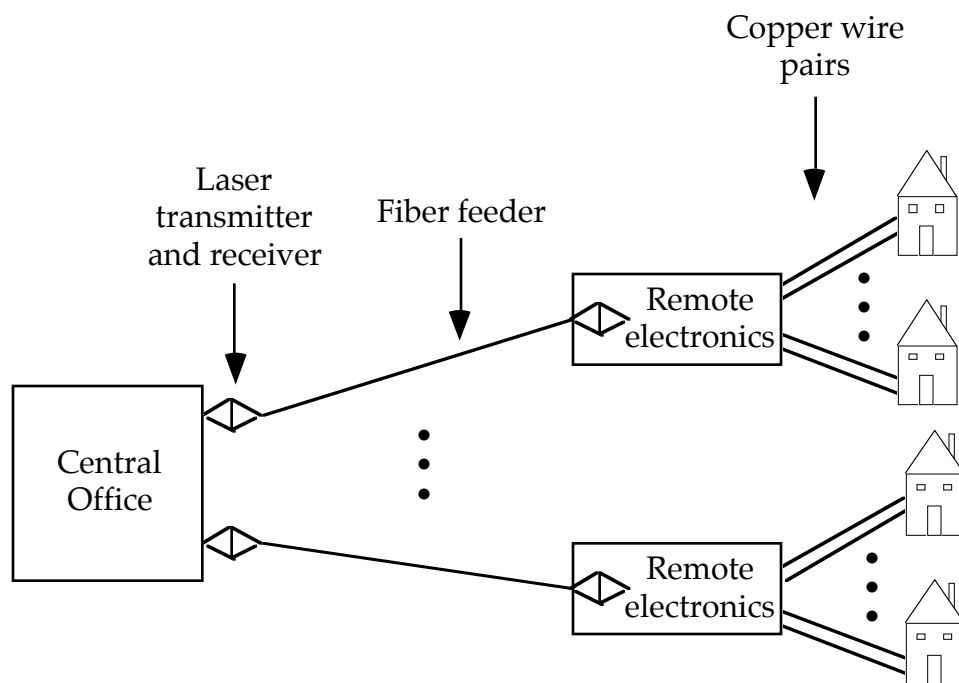 Copper wire
pairs
Laser
transmitter
and receiver
Fiber feeder
Remote
electronics
Central
Office
Remote
electronics